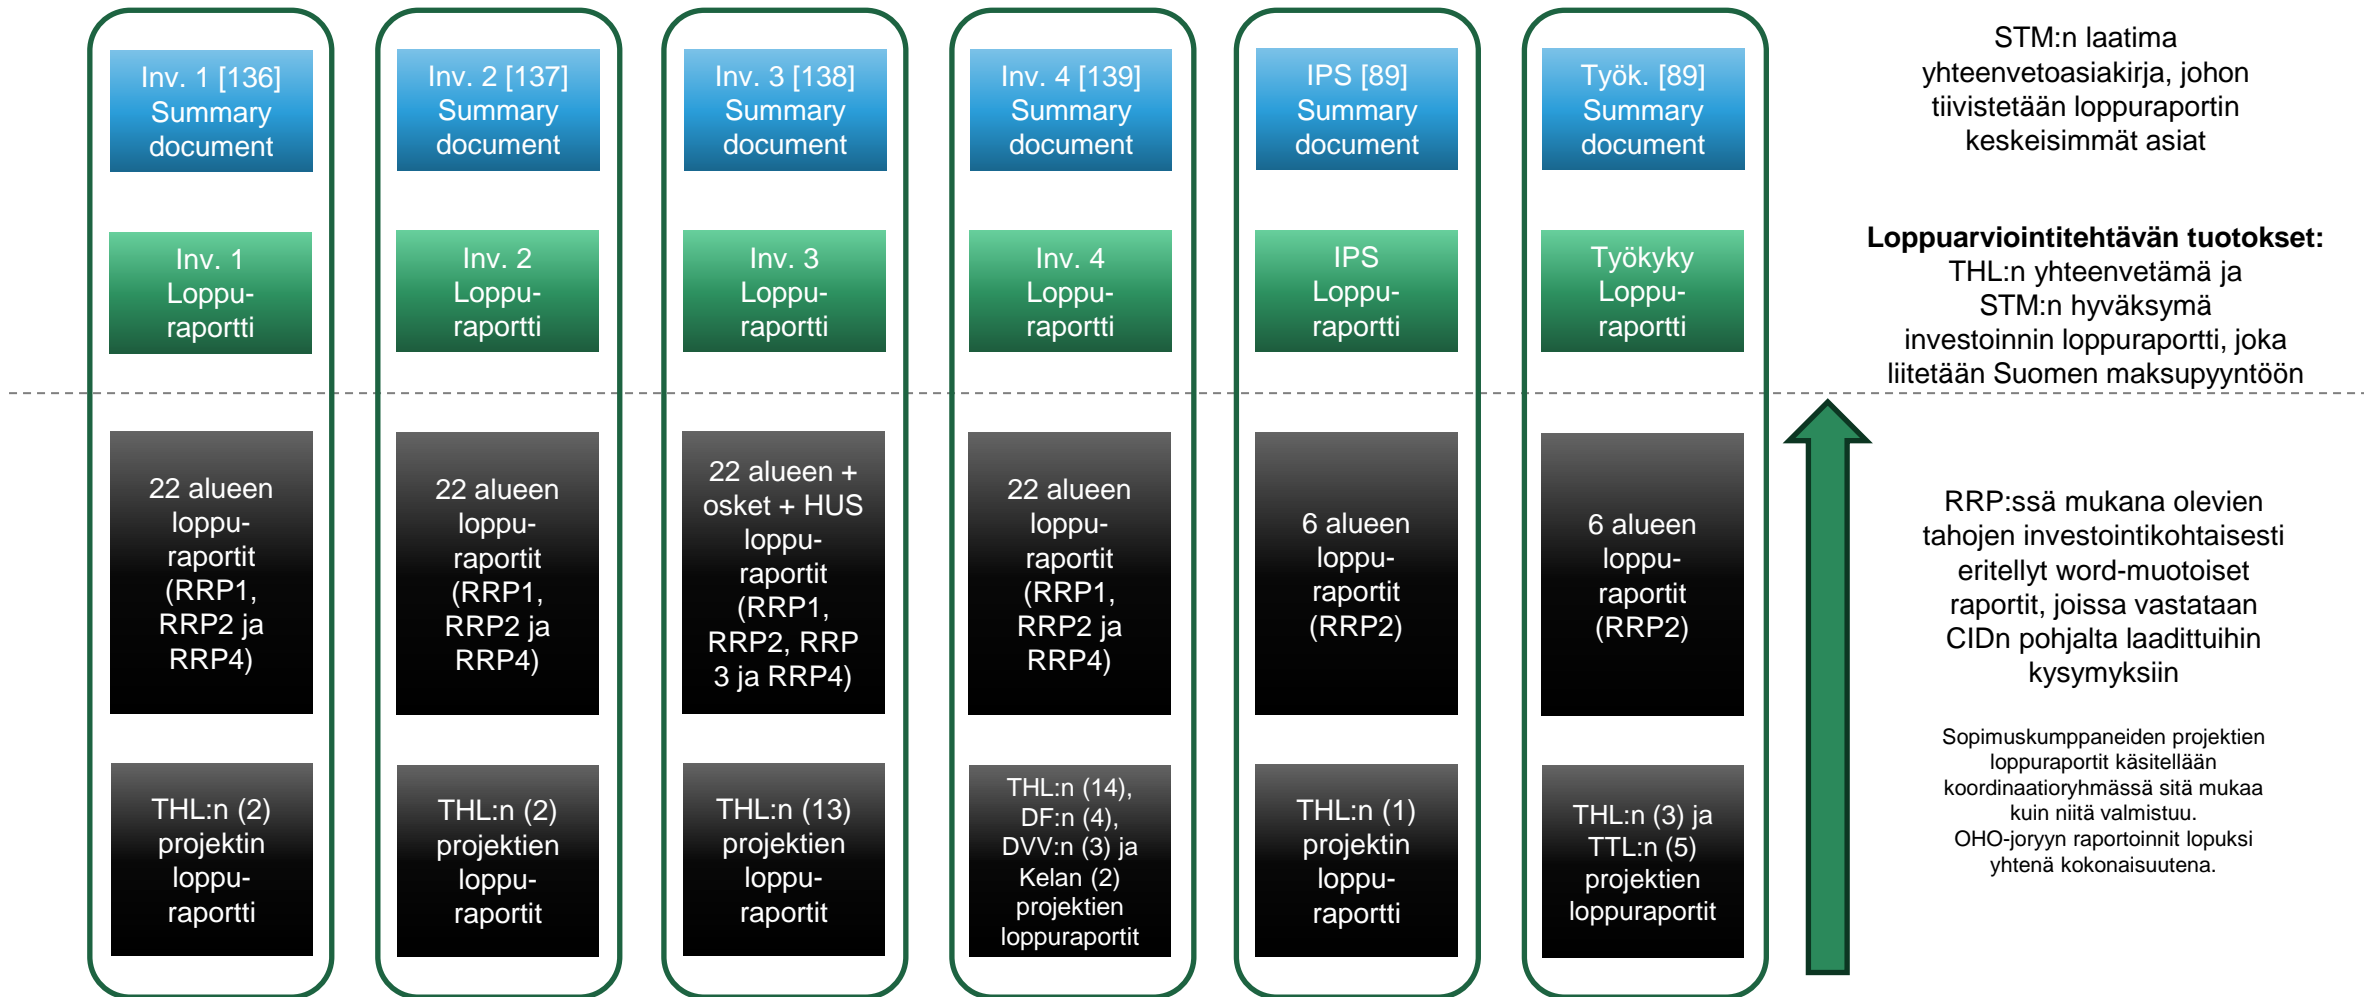 Inv. 1 [136]
Summary
document
Inv. 2 [137]
Summary
document
Inv. 3 [138]
Summary
document
Inv. 4 [139]
Summary
document
IPS [89]
Summary
document
Työk. [89]
Summary
document
STM:n laatima
yhteenvetoasiakirja, johon
tiivistetään loppuraportin
keskeisimmät asiat
Inv. 1
Loppu-
raportti
Inv. 2
Loppu-
raportti
Inv. 3
Loppu-
raportti
Inv. 4
Loppu-
raportti
IPS
Loppu-
raportti
Työkyky
Loppu-
raportti
Loppuarviointitehtävän tuotokset:
THL:n yhteenvetämä ja
STM:n hyväksymä
investoinnin loppuraportti, joka
liitetään Suomen maksupyyntöön
22 alueen
loppu-
raportit
(RRP1,
RRP2 ja
RRP4)
22 alueen
loppu-
raportit
(RRP1,
RRP2 ja
RRP4)
22 alueen +
osket + HUS
loppu-
raportit
(RRP1,
RRP2, RRP
3 ja RRP4)
22 alueen
loppu-
raportit
(RRP1,
RRP2 ja
RRP4)
6 alueen
loppu-
raportit
(RRP2)
6 alueen
loppu-
raportit
(RRP2)
RRP:ssä mukana olevien
tahojen investointikohtaisesti
eritellyt word-muotoiset
raportit, joissa vastataan
CIDn pohjalta laadittuihin
kysymyksiin
THL:n (2)
projektin
loppu-
raportti
THL:n (2)
projektien
loppu-
raportit
THL:n (13)
projektien
loppu-
raportit
THL:n (14),
DF:n (4),
DVV:n (3) ja
Kelan (2)
projektien
loppuraportit
THL:n (1)
projektin
loppu-
raportti
THL:n (3) ja
TTL:n (5)
projektien
loppuraportit
Sopimuskumppaneiden projektien
loppuraportit käsitellään
koordinaatioryhmässä sitä mukaa
kuin niitä valmistuu.
OHO-joryyn raportoinnit lopuksi
yhtenä kokonaisuutena.